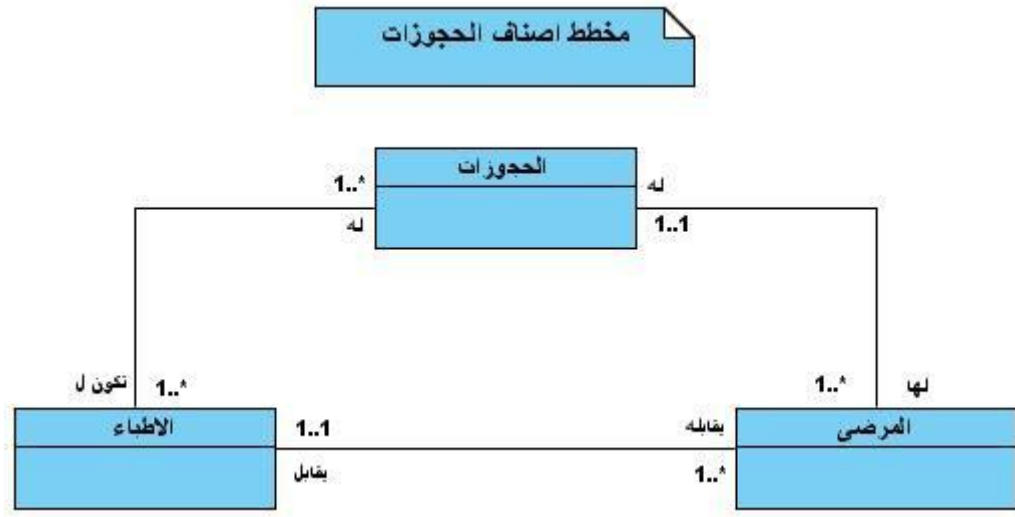 مخطط اصناف الحجوزات
الحجوزات
1..*
له
له
1..1
تكون ل
1..*
1..*
لها
الاطباء
المرضى
1..1
يقابله
يقابل
1..*